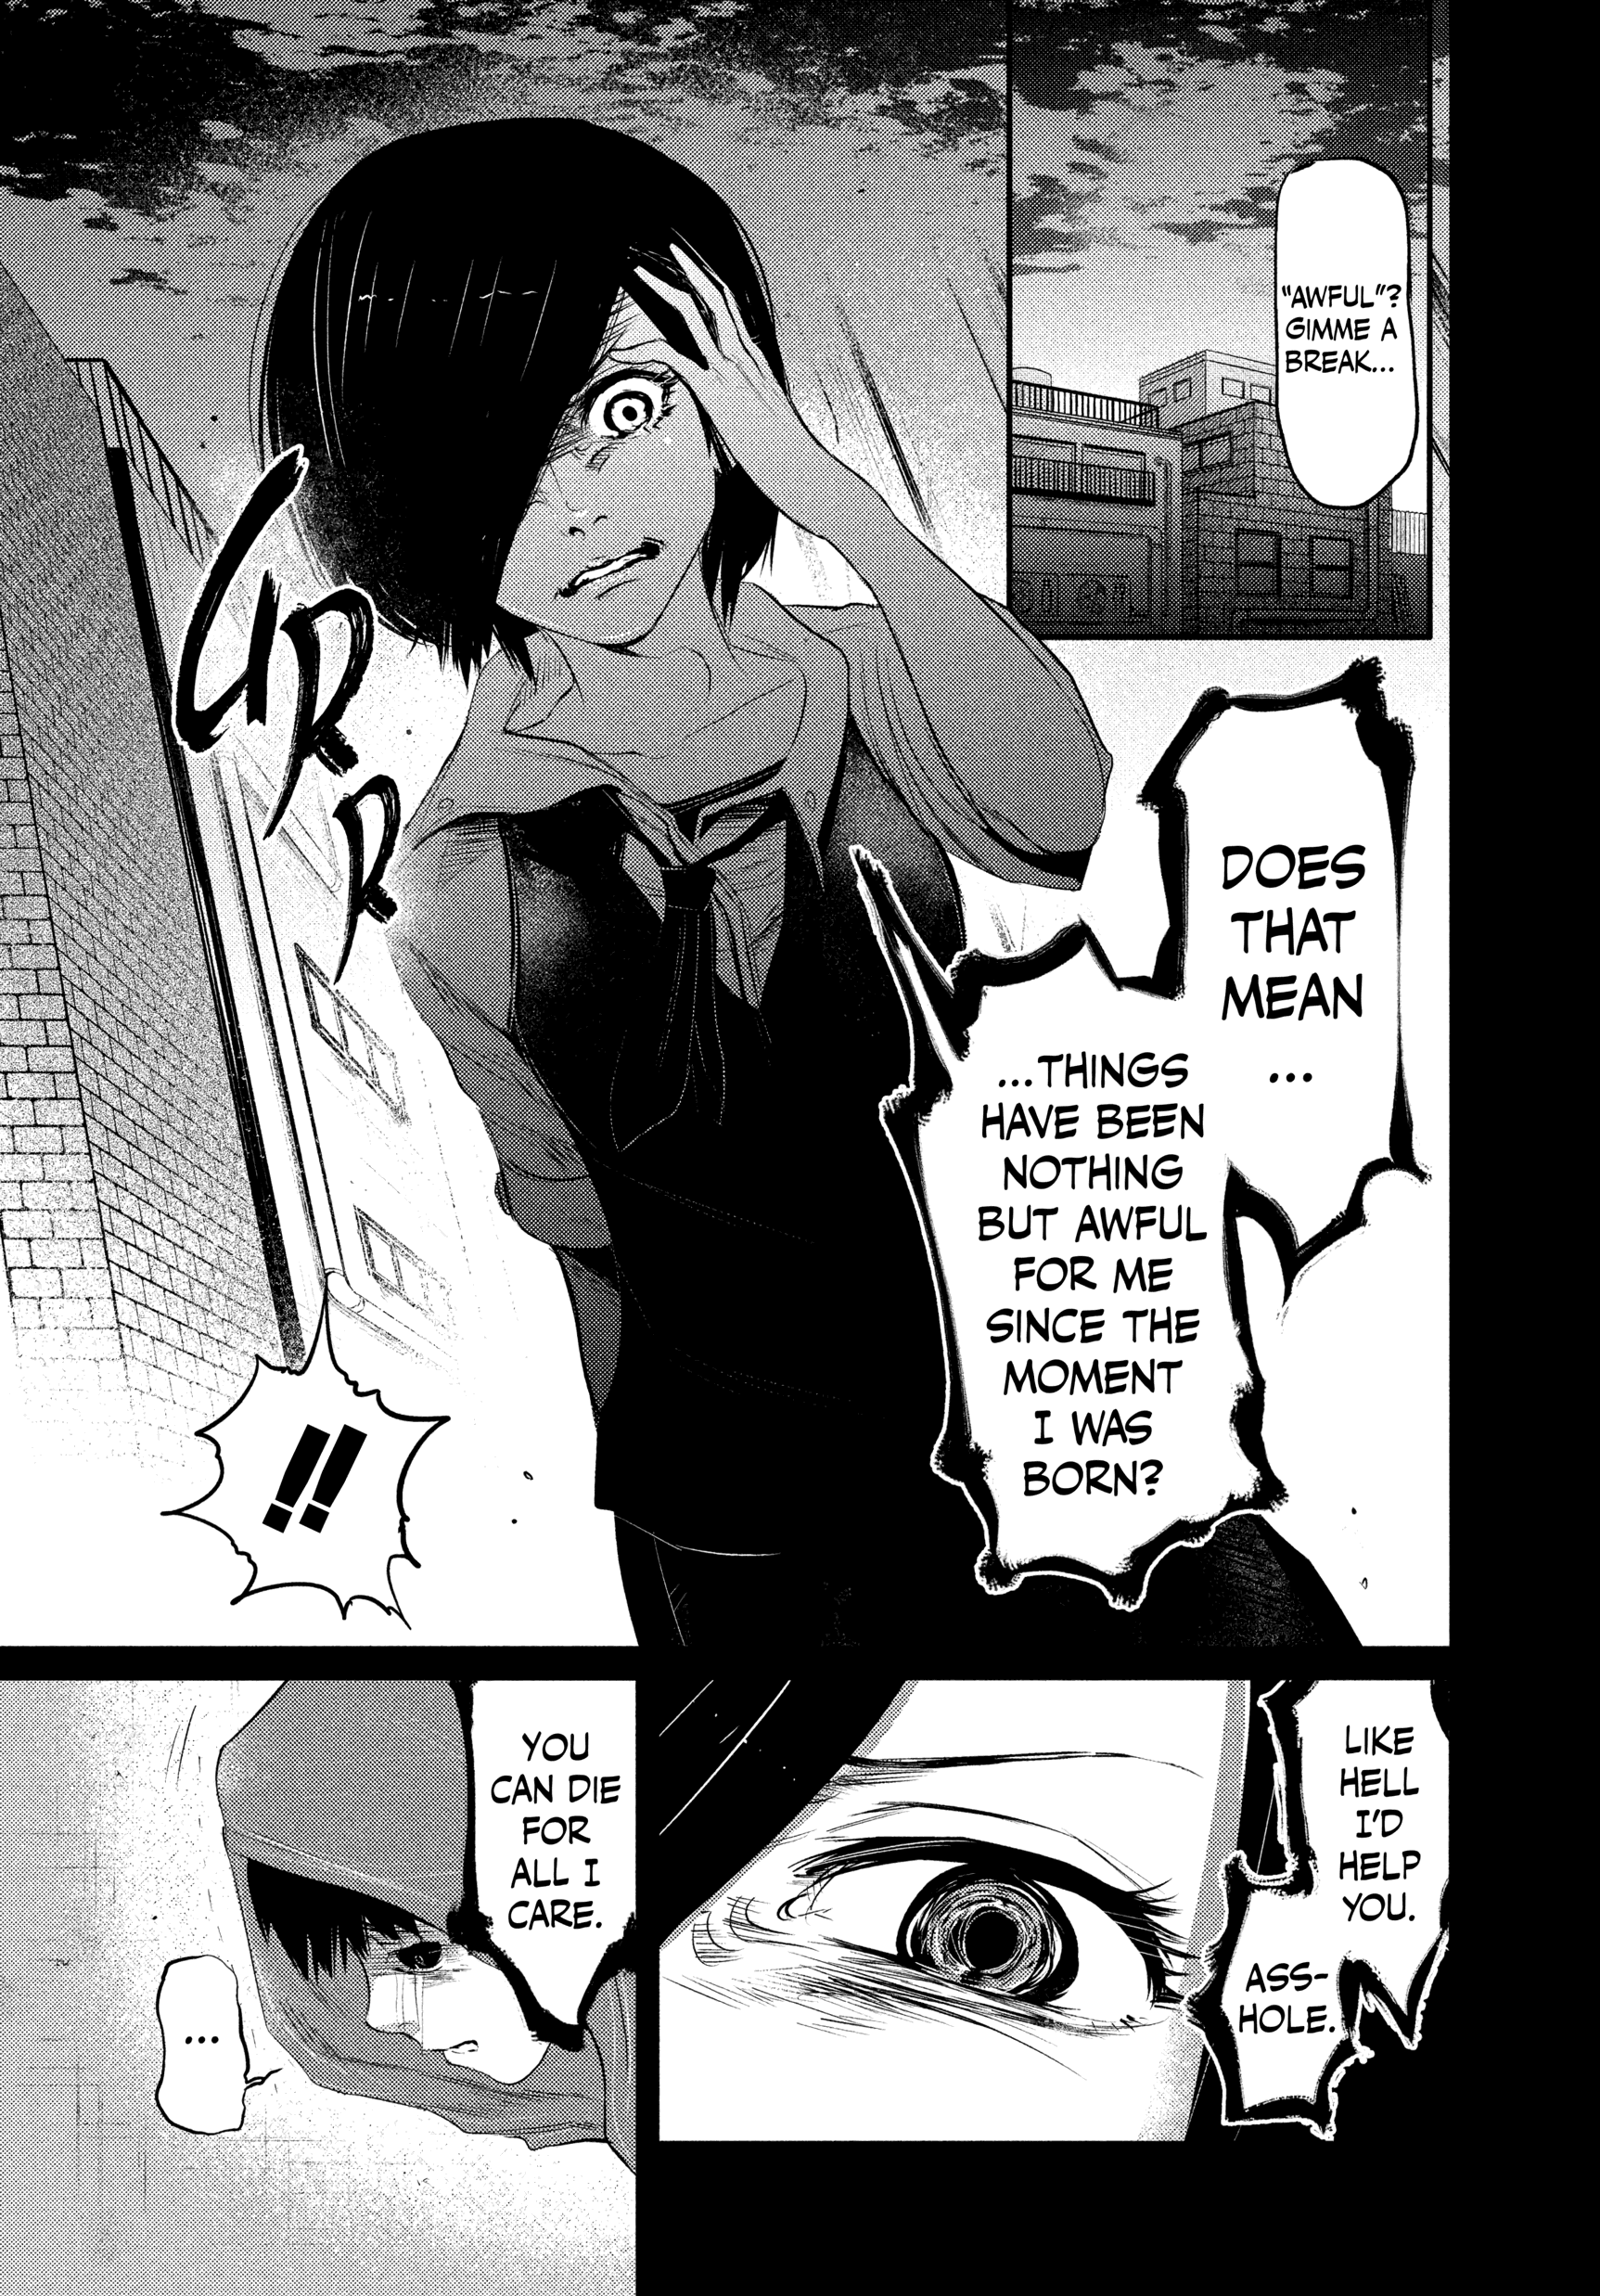 "AWFUL"?
GIMME A
BREAK...
DOES
THAT
MEAN
...
...THINGS
HAVE BEEN
NOTHING
BUT AWFUL
FOR ME
SINCE THE
MOMENT
I WAS
BORN?
GRR
!!
LIKE
HELL
I'D
HELP
YOU.
ASS-
HOLE.
YOU
CAN DIE
FOR
ALL I
CARE.
...